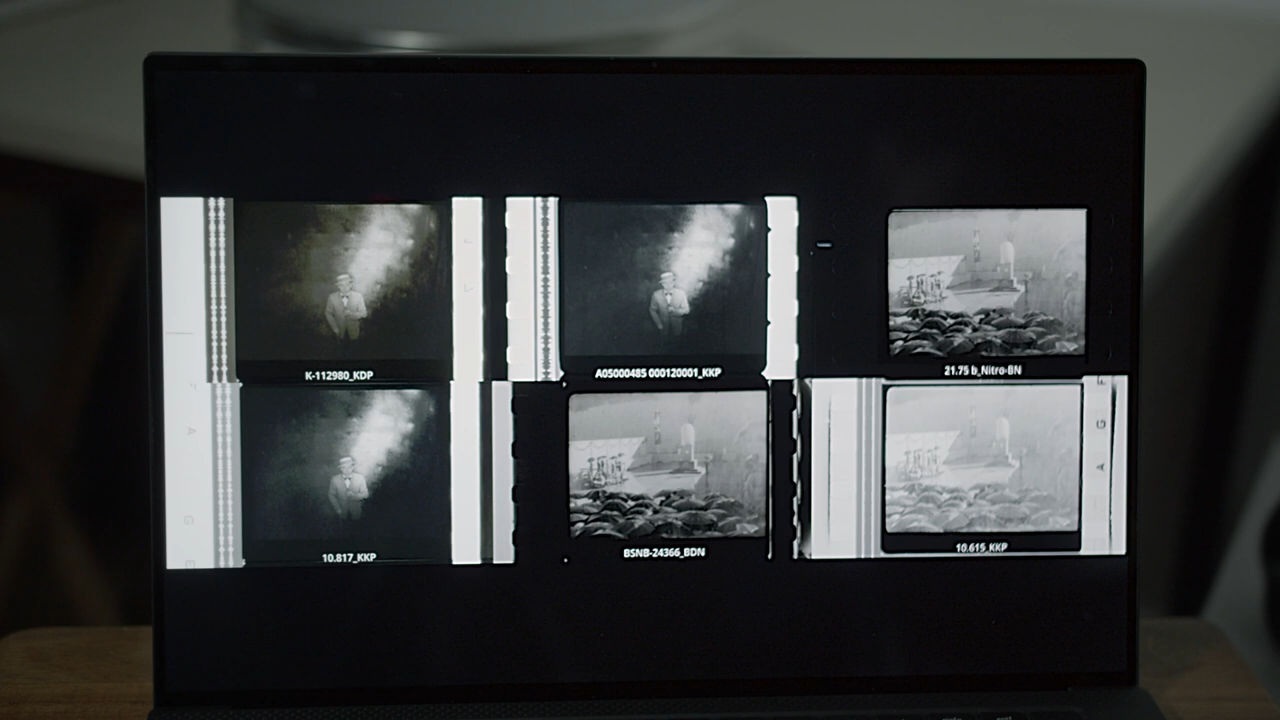 K-112980_KDP
A05000485 000120001_KKP
21.75 b_Nitro-BN
10.817_KKP
BSNB-24366_BDN
10.615_KKP
A
G
A
G